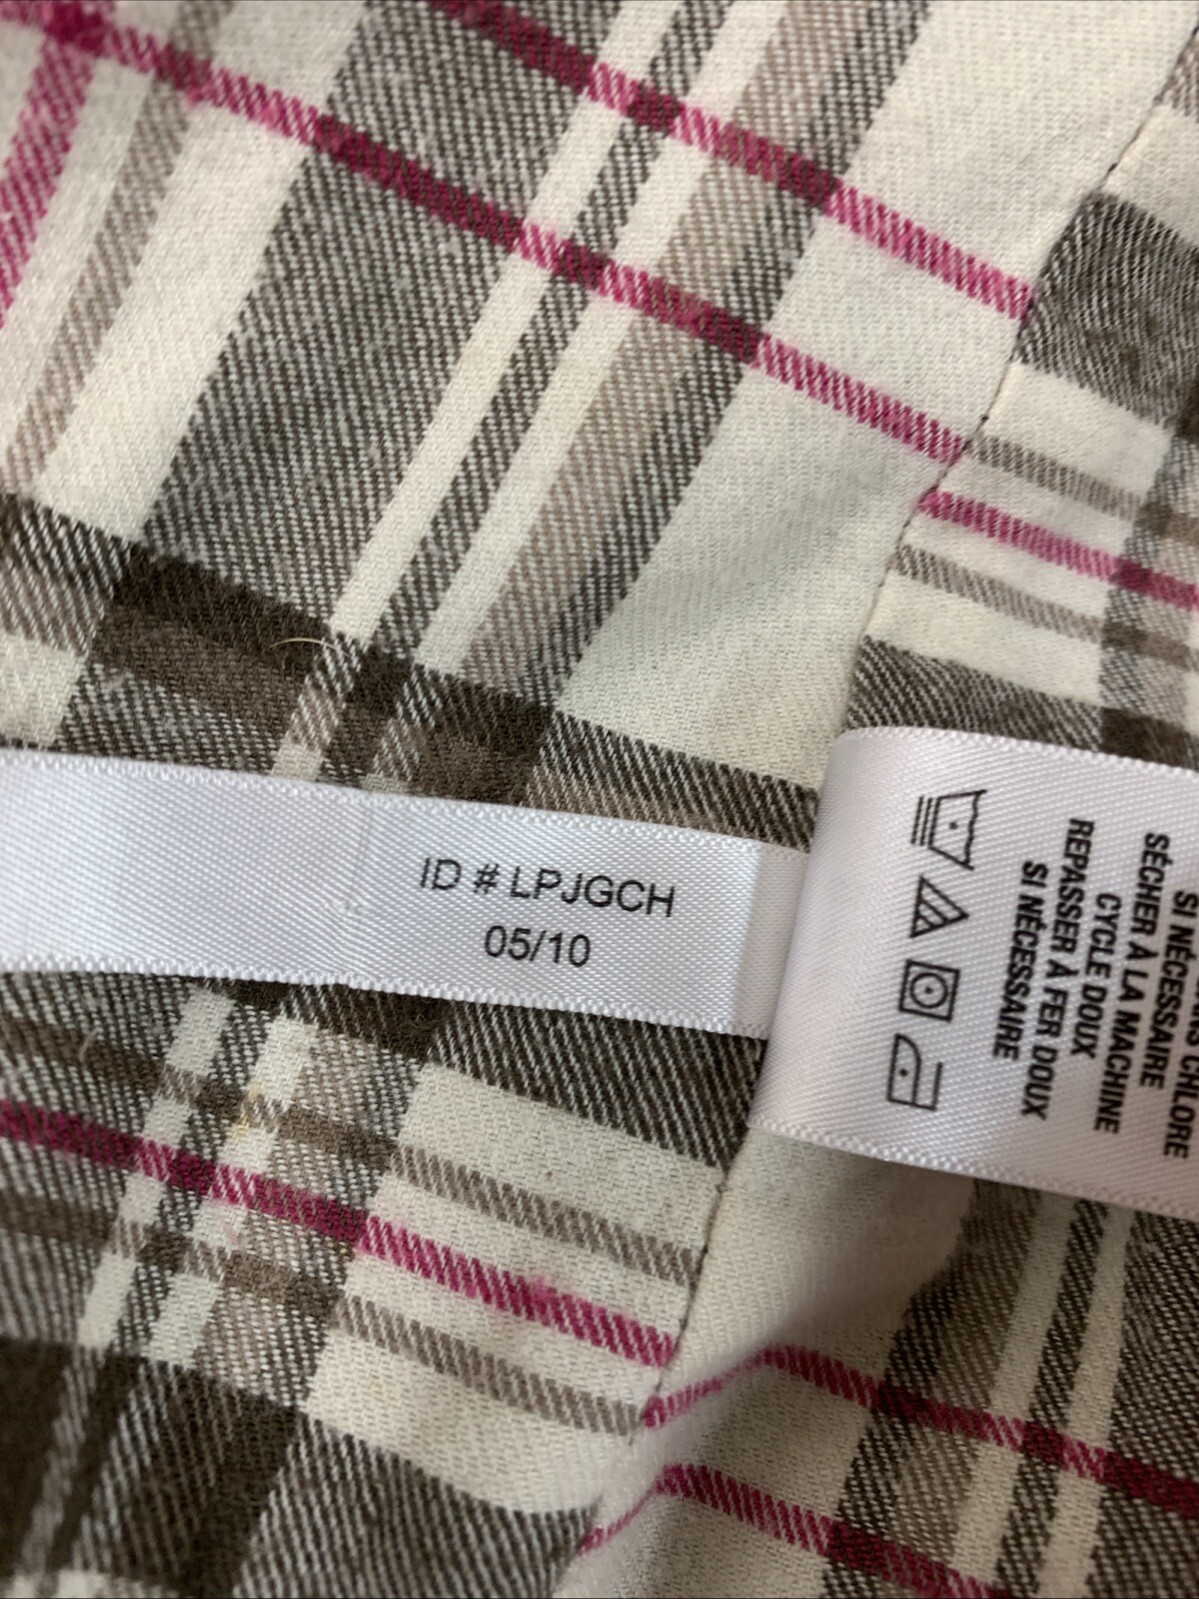 ID # LPJGCH
05/10
SI NÉCESSAIRE
SÉCHER À LA MACHINE
CYCLE DOUX
REPASSER À FER DOUX
SI NÉCESSAIRE